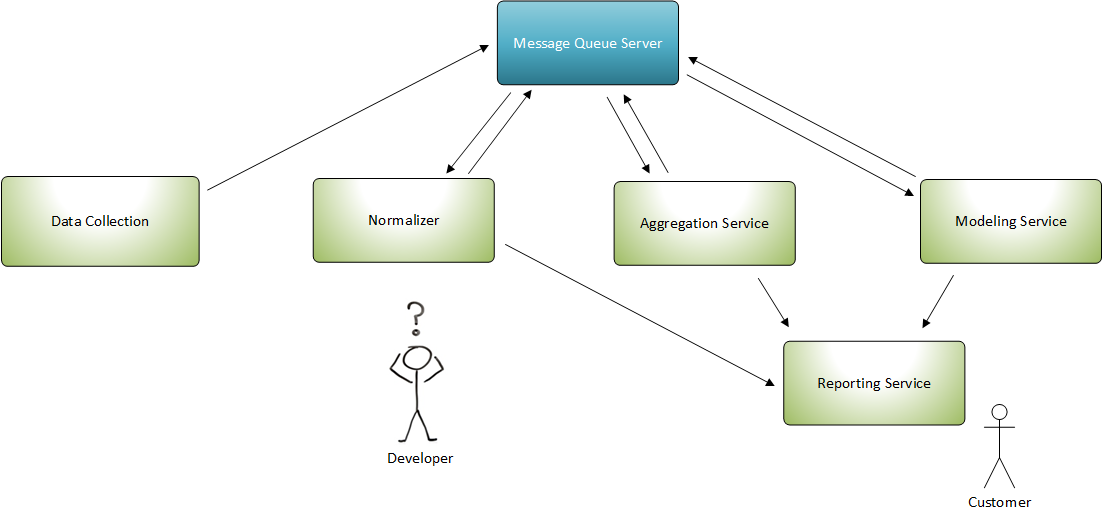 Message Queue Server
Data Collection
Normalizer
Aggregation Service
Modeling Service
?
Reporting Service
Developer
Customer